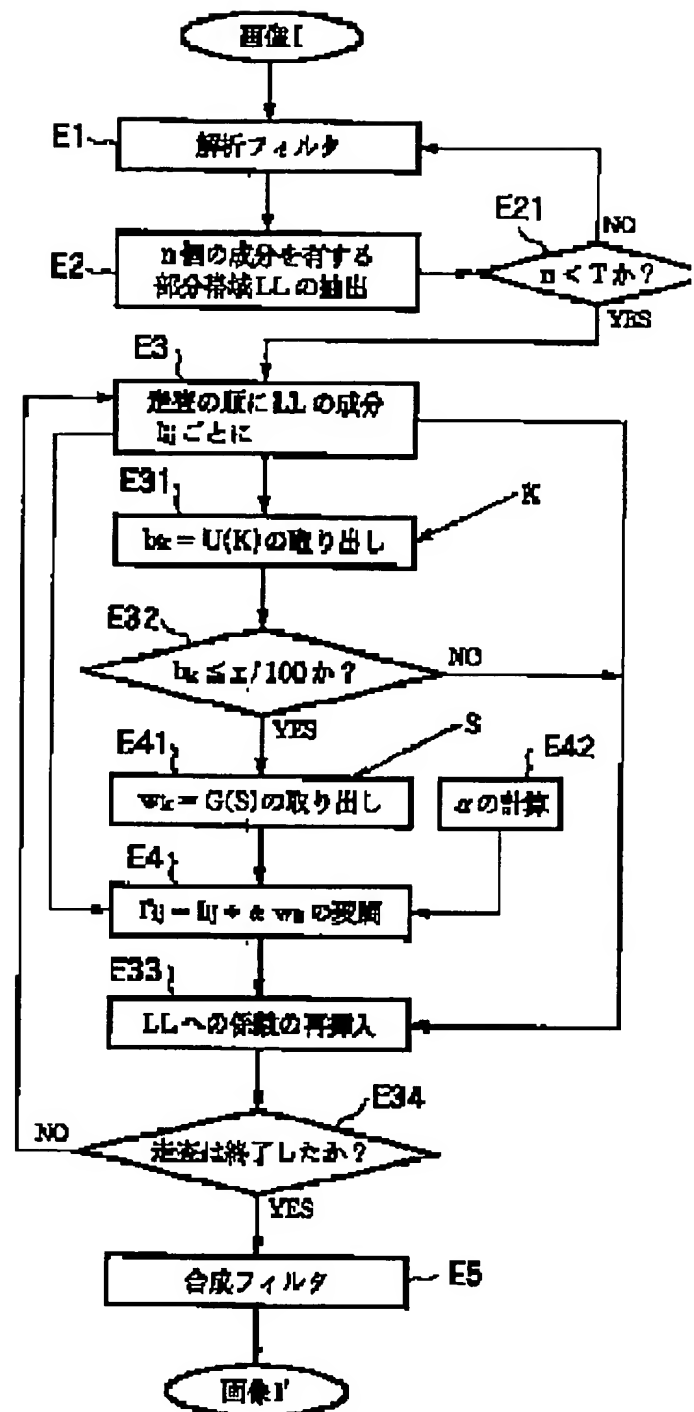 画像I
E1
解析フィルタ
E2
n個の成分を有する
部分帯域LLの抽出
E21
n < Tか?
NO
YES
E3
走査の順にLLの成分
lijごとに
E31
bk = U(K)の取り出し
K
E32
bk ≦ x/100か?
NO
YES
E41
wk = G(S)の取り出し
S
E42
αの計算
E4
l'ij = lij + α wkの変調
E33
LLへの係数の再挿入
E34
走査は終了したか?
NO
YES
合成フィルタ
E5
画像I'